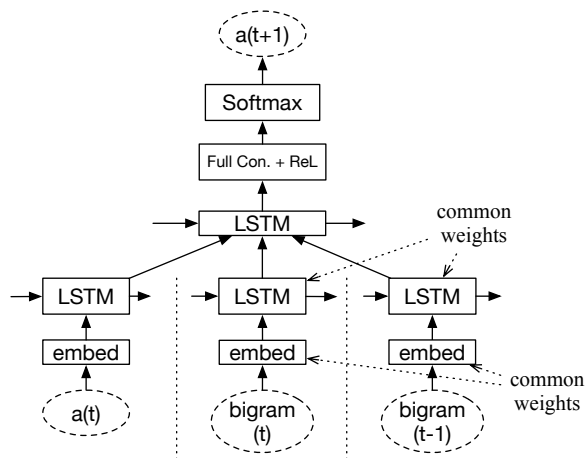 a(t+1)
Softmax
Full Con. + ReL
LSTM
common
weights
LSTM
LSTM
LSTM
embed
embed
embed
common
weights
a(t)
bigram
(t)
bigram
(t-1)